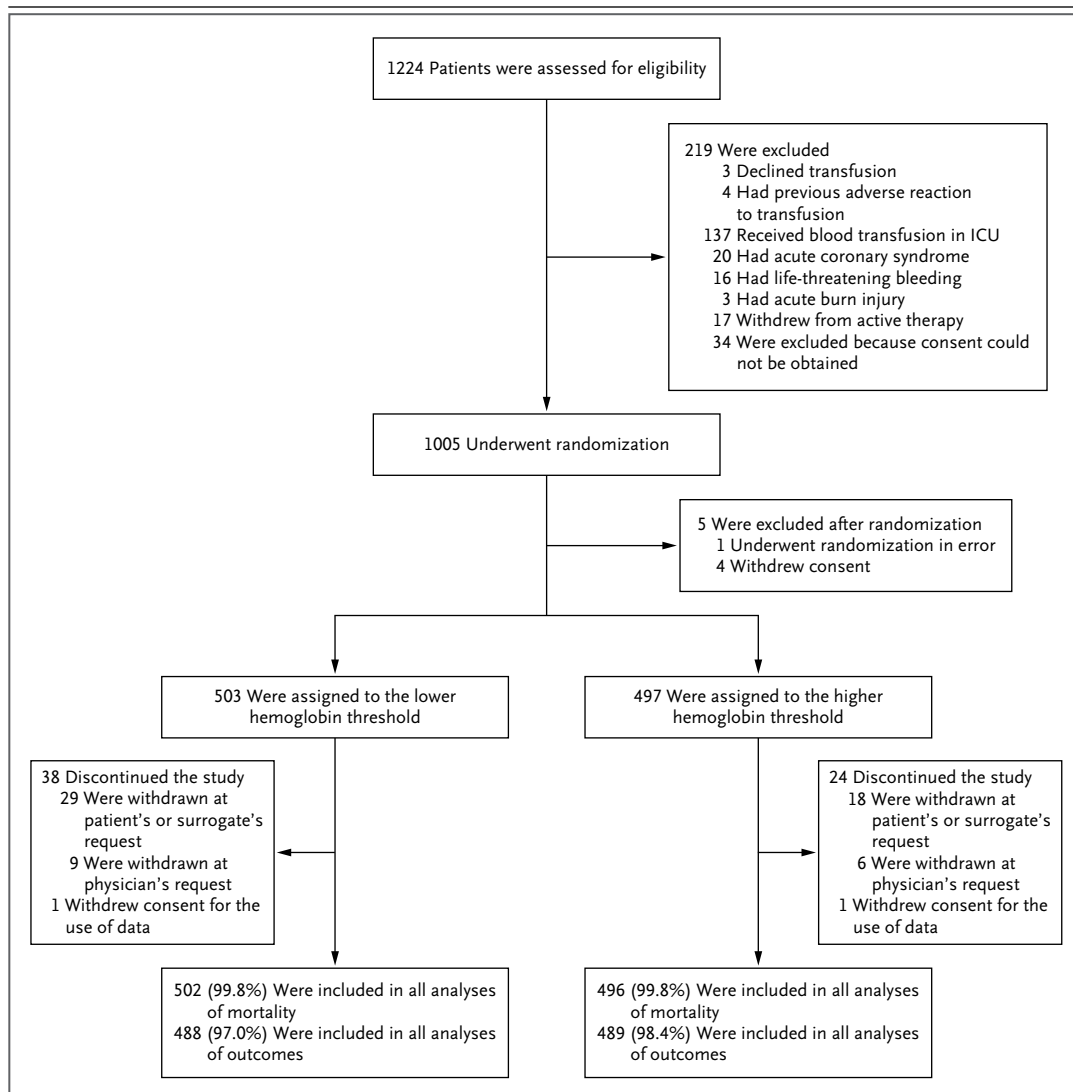 1224 Patients were assessed for eligibility
219 Were excluded
3 Declined transfusion
4 Had previous adverse reaction
to transfusion
137 Received blood transfusion in ICU
20 Had acute coronary syndrome
16 Had life-threatening bleeding
3 Had acute burn injury
17 Withdrew from active therapy
34 Were excluded because consent could
not be obtained
1005 Underwent randomization
5 Were excluded after randomization
1 Underwent randomization in error
4 Withdrew consent
503 Were assigned to the lower
hemoglobin threshold
497 Were assigned to the higher
hemoglobin threshold
38 Discontinued the study
29 Were withdrawn at
patient's or surrogate's
request
9 Were withdrawn at
physician's request
1 Withdrew consent for the
use of data
24 Discontinued the study
18 Were withdrawn at
patient's or surrogate's
request
6 Were withdrawn at
physician's request
1 Withdrew consent for the
use of data
502 (99.8%) Were included in all analyses
of mortality
488 (97.0%) Were included in all analyses
of outcomes
496 (99.8%) Were included in all analyses
of mortality
489 (98.4%) Were included in all analyses
of outcomes